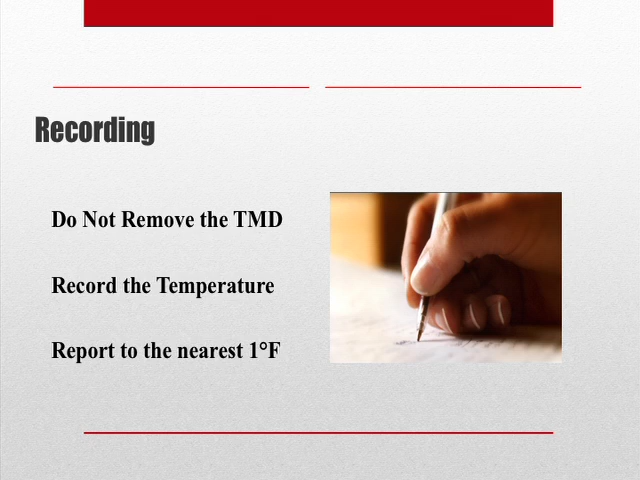 Recording
Do Not Remove the TMD
Record the Temperature
Report to the nearest 1°F